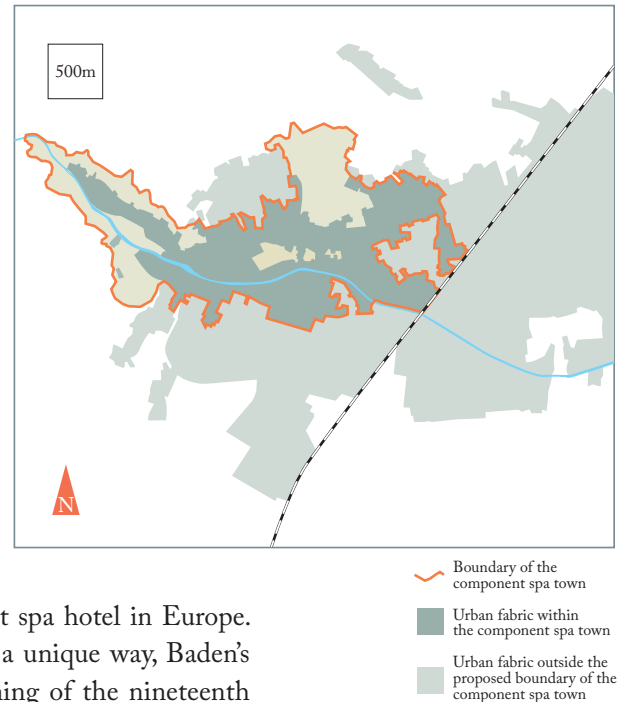 500m
N
Boundary of the
component spa town
Urban fabric within
the component spa town
Urban fabric outside the
proposed boundary of the
component spa town
t spa hotel in Europe.
a unique way, Baden’s
ning of the nineteenth